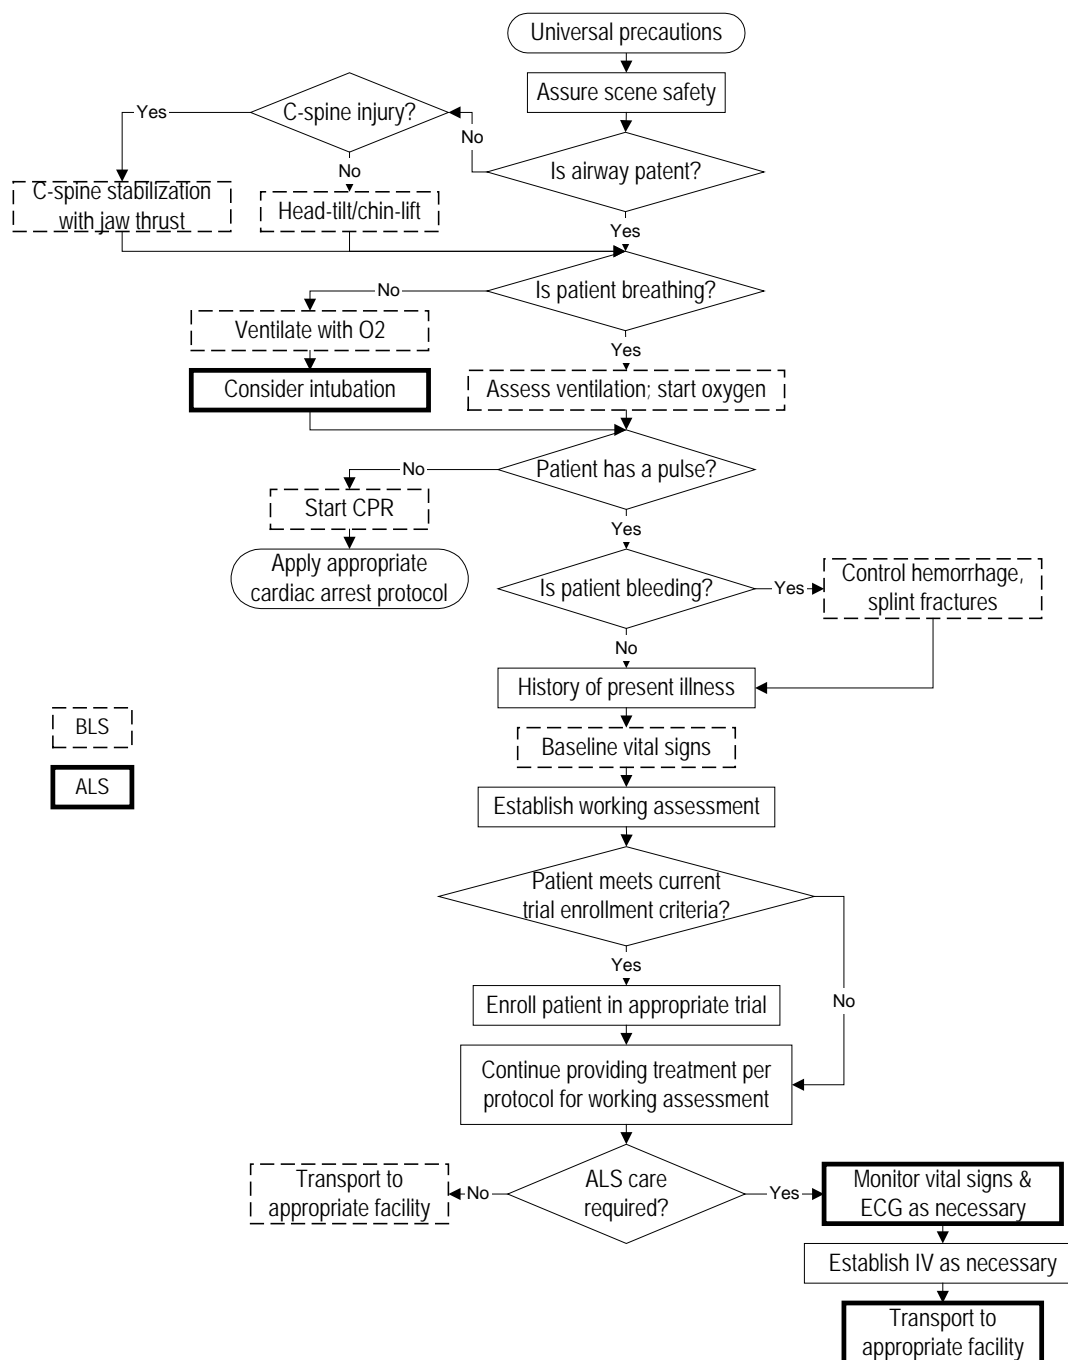 Universal precautions
Assure scene safety
C-spine injury?
Yes
No
Is airway patent?
No
C-spine stabilization
with jaw thrust
Head-tilt/chin-lift
Yes
Is patient breathing?
No
Ventilate with O2
Yes
Consider intubation
Assess ventilation; start oxygen
Patient has a pulse?
No
Start CPR
Yes
Apply appropriate
cardiac arrest protocol
Is patient bleeding?
Yes
Control hemorrhage,
splint fractures
No
History of present illness
BLS
Baseline vital signs
ALS
Establish working assessment
Patient meets current
trial enrollment criteria?
Yes
No
Enroll patient in appropriate trial
Continue providing treatment per
protocol for working assessment
Transport to
appropriate facility
No
ALS care
required?
Yes
Monitor vital signs &
ECG as necessary
Establish IV as necessary
Transport to
appropriate facility